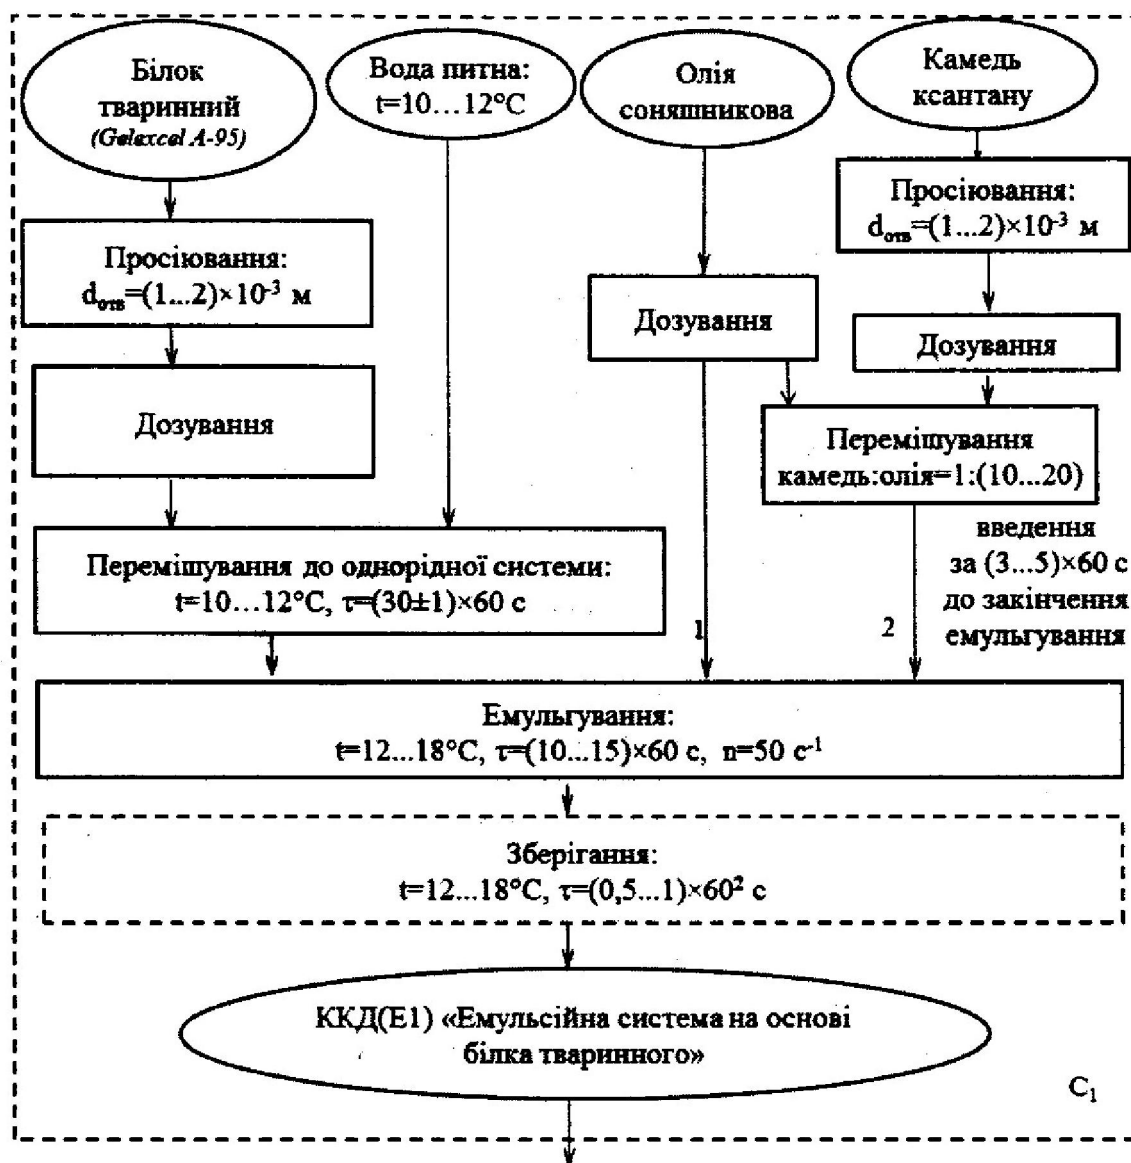 Білок
тваринний
(Gelexcel A-95)
Вода питна:
t=10…12°C
Олія
соняшникова
Камедь
ксантану
Просіювання:
dотв=(1...2)×10⁻³ м
Просіювання:
dотв=(1...2)×10⁻³ м
Дозування
Дозування
Дозування
Перемішування
камедь:олія=1:(10...20)
Перемішування до однорідної системи:
t=10…12°C, τ=(30±1)×60 с
введення
за (3...5)×60 с
до закінчення
емульгування
1
2
Емульгування:
t=12...18°C, τ=(10...15)×60 с, n=50 с⁻¹
Зберігання:
t=12...18°C, τ=(0,5...1)×60² с
ККД(Е1) «Емульсійна система на основі
білка тваринного»
С₁